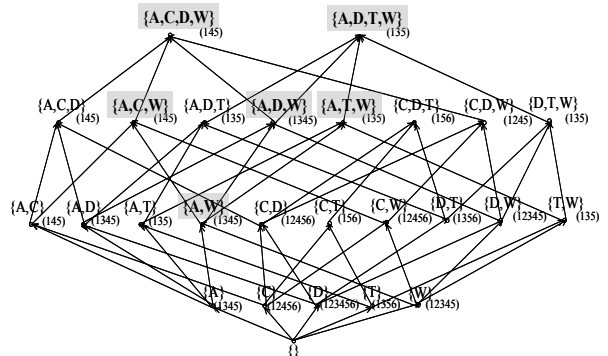 {A,C,D,W} {A,D,T,W}
(145) (135)
{A,C,D} {A,C,W} {A,D,T} {A,D,W} {A,T,W} {C,D,T} {C,D,W} {D,T,W}
(145) (145) (135) (1345) (135) (156) (1245) (135)
{A,C} {A,D} {A,T} {A,W} {C,D} {C,T} {C,W} {D,T} {D,W} {T,W}
(145) (1345) (135) (1345) (12456) (156) (12456) (1356) (12345) (135)
{A} {C} {D} {T} {W}
(1345) (12456) (123456) (1356) (12345)
{}